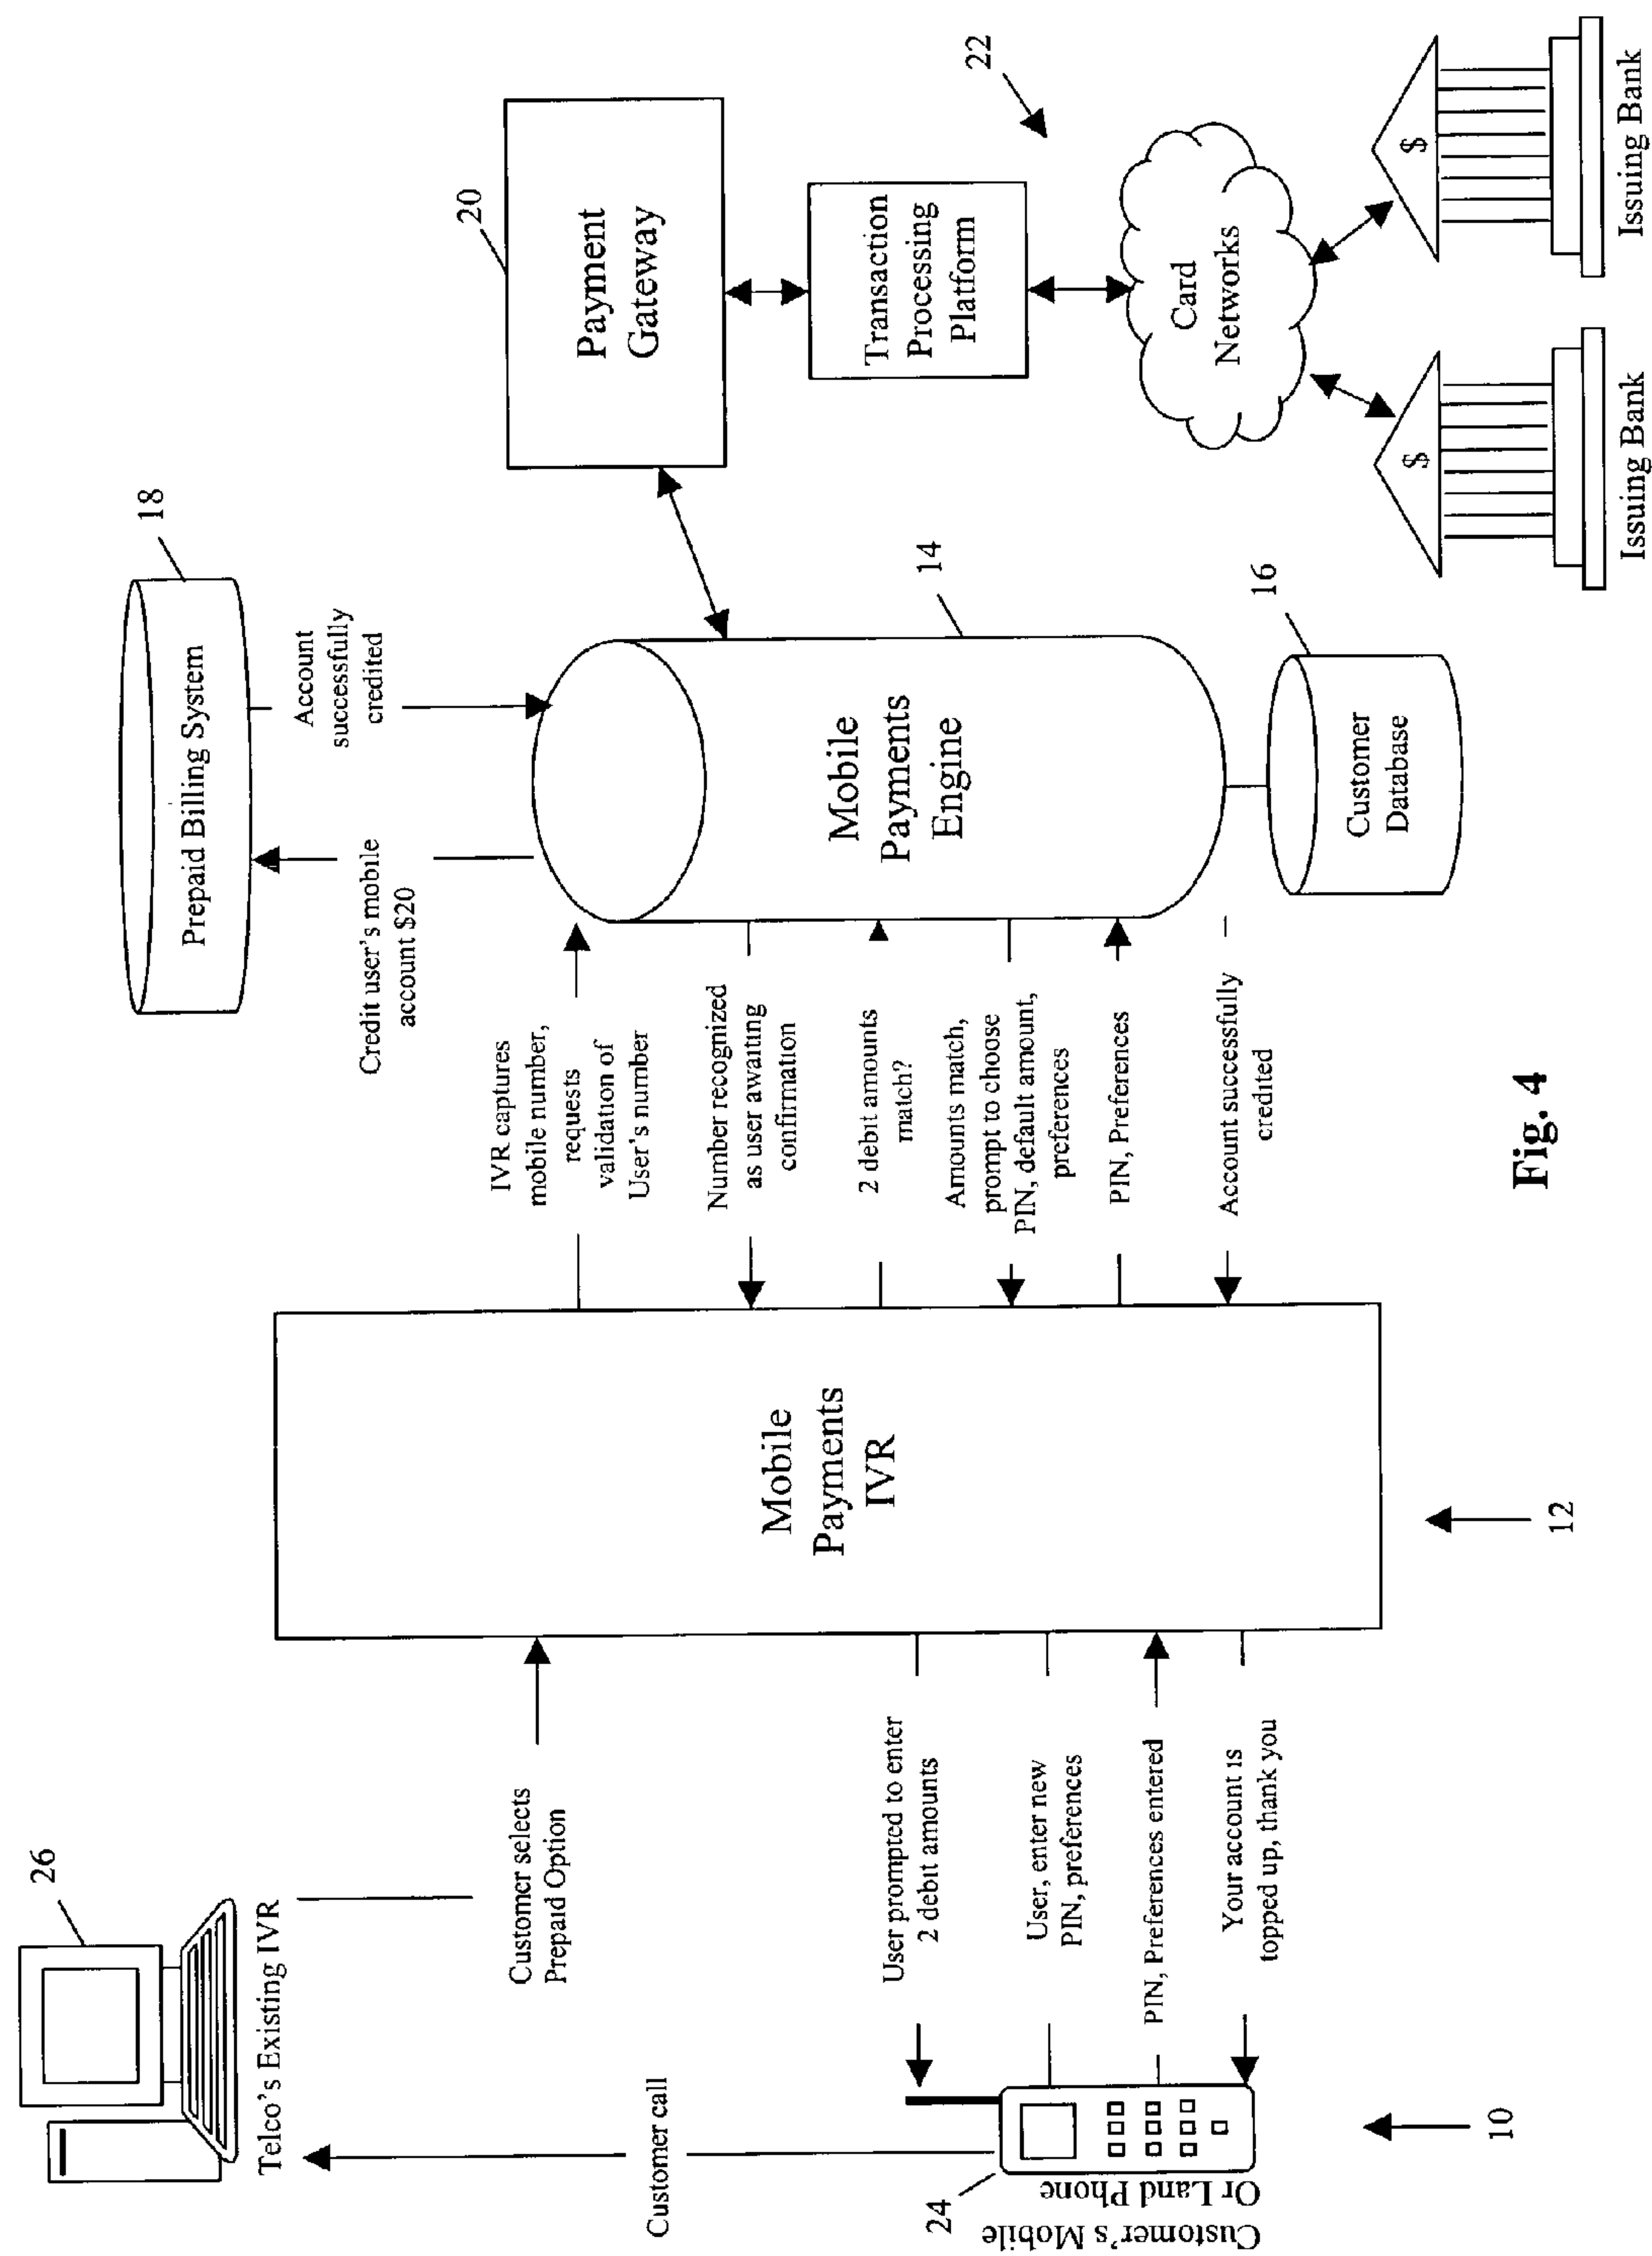 26
Telco's Existing IVR
Customer call
24
Customer's Mobile
Or Land Phone
10
Customer selects
Prepaid Option
User prompted to enter
2 debit amounts
User, enter new
PIN, preferences
PIN, Preferences entered
Your account is
topped up, thank you
Mobile
Payments
IVR
12
IVR captures
mobile number,
requests
validation of
User's number
Number recognized
as user awaiting
confirmation
2 debit amounts
match?
Amounts match,
prompt to choose
PIN, default amount,
preferences
PIN, Preferences
Account successfully
credited
18
Prepaid Billing System
Credit user's mobile
account $20
Account
successfully
credited
Mobile
Payments
Engine
14
16
Customer
Database
20
Payment
Gateway
Transaction
Processing
Platform
22
Card
Networks
$
Issuing Bank
$
Issuing Bank
Fig. 4